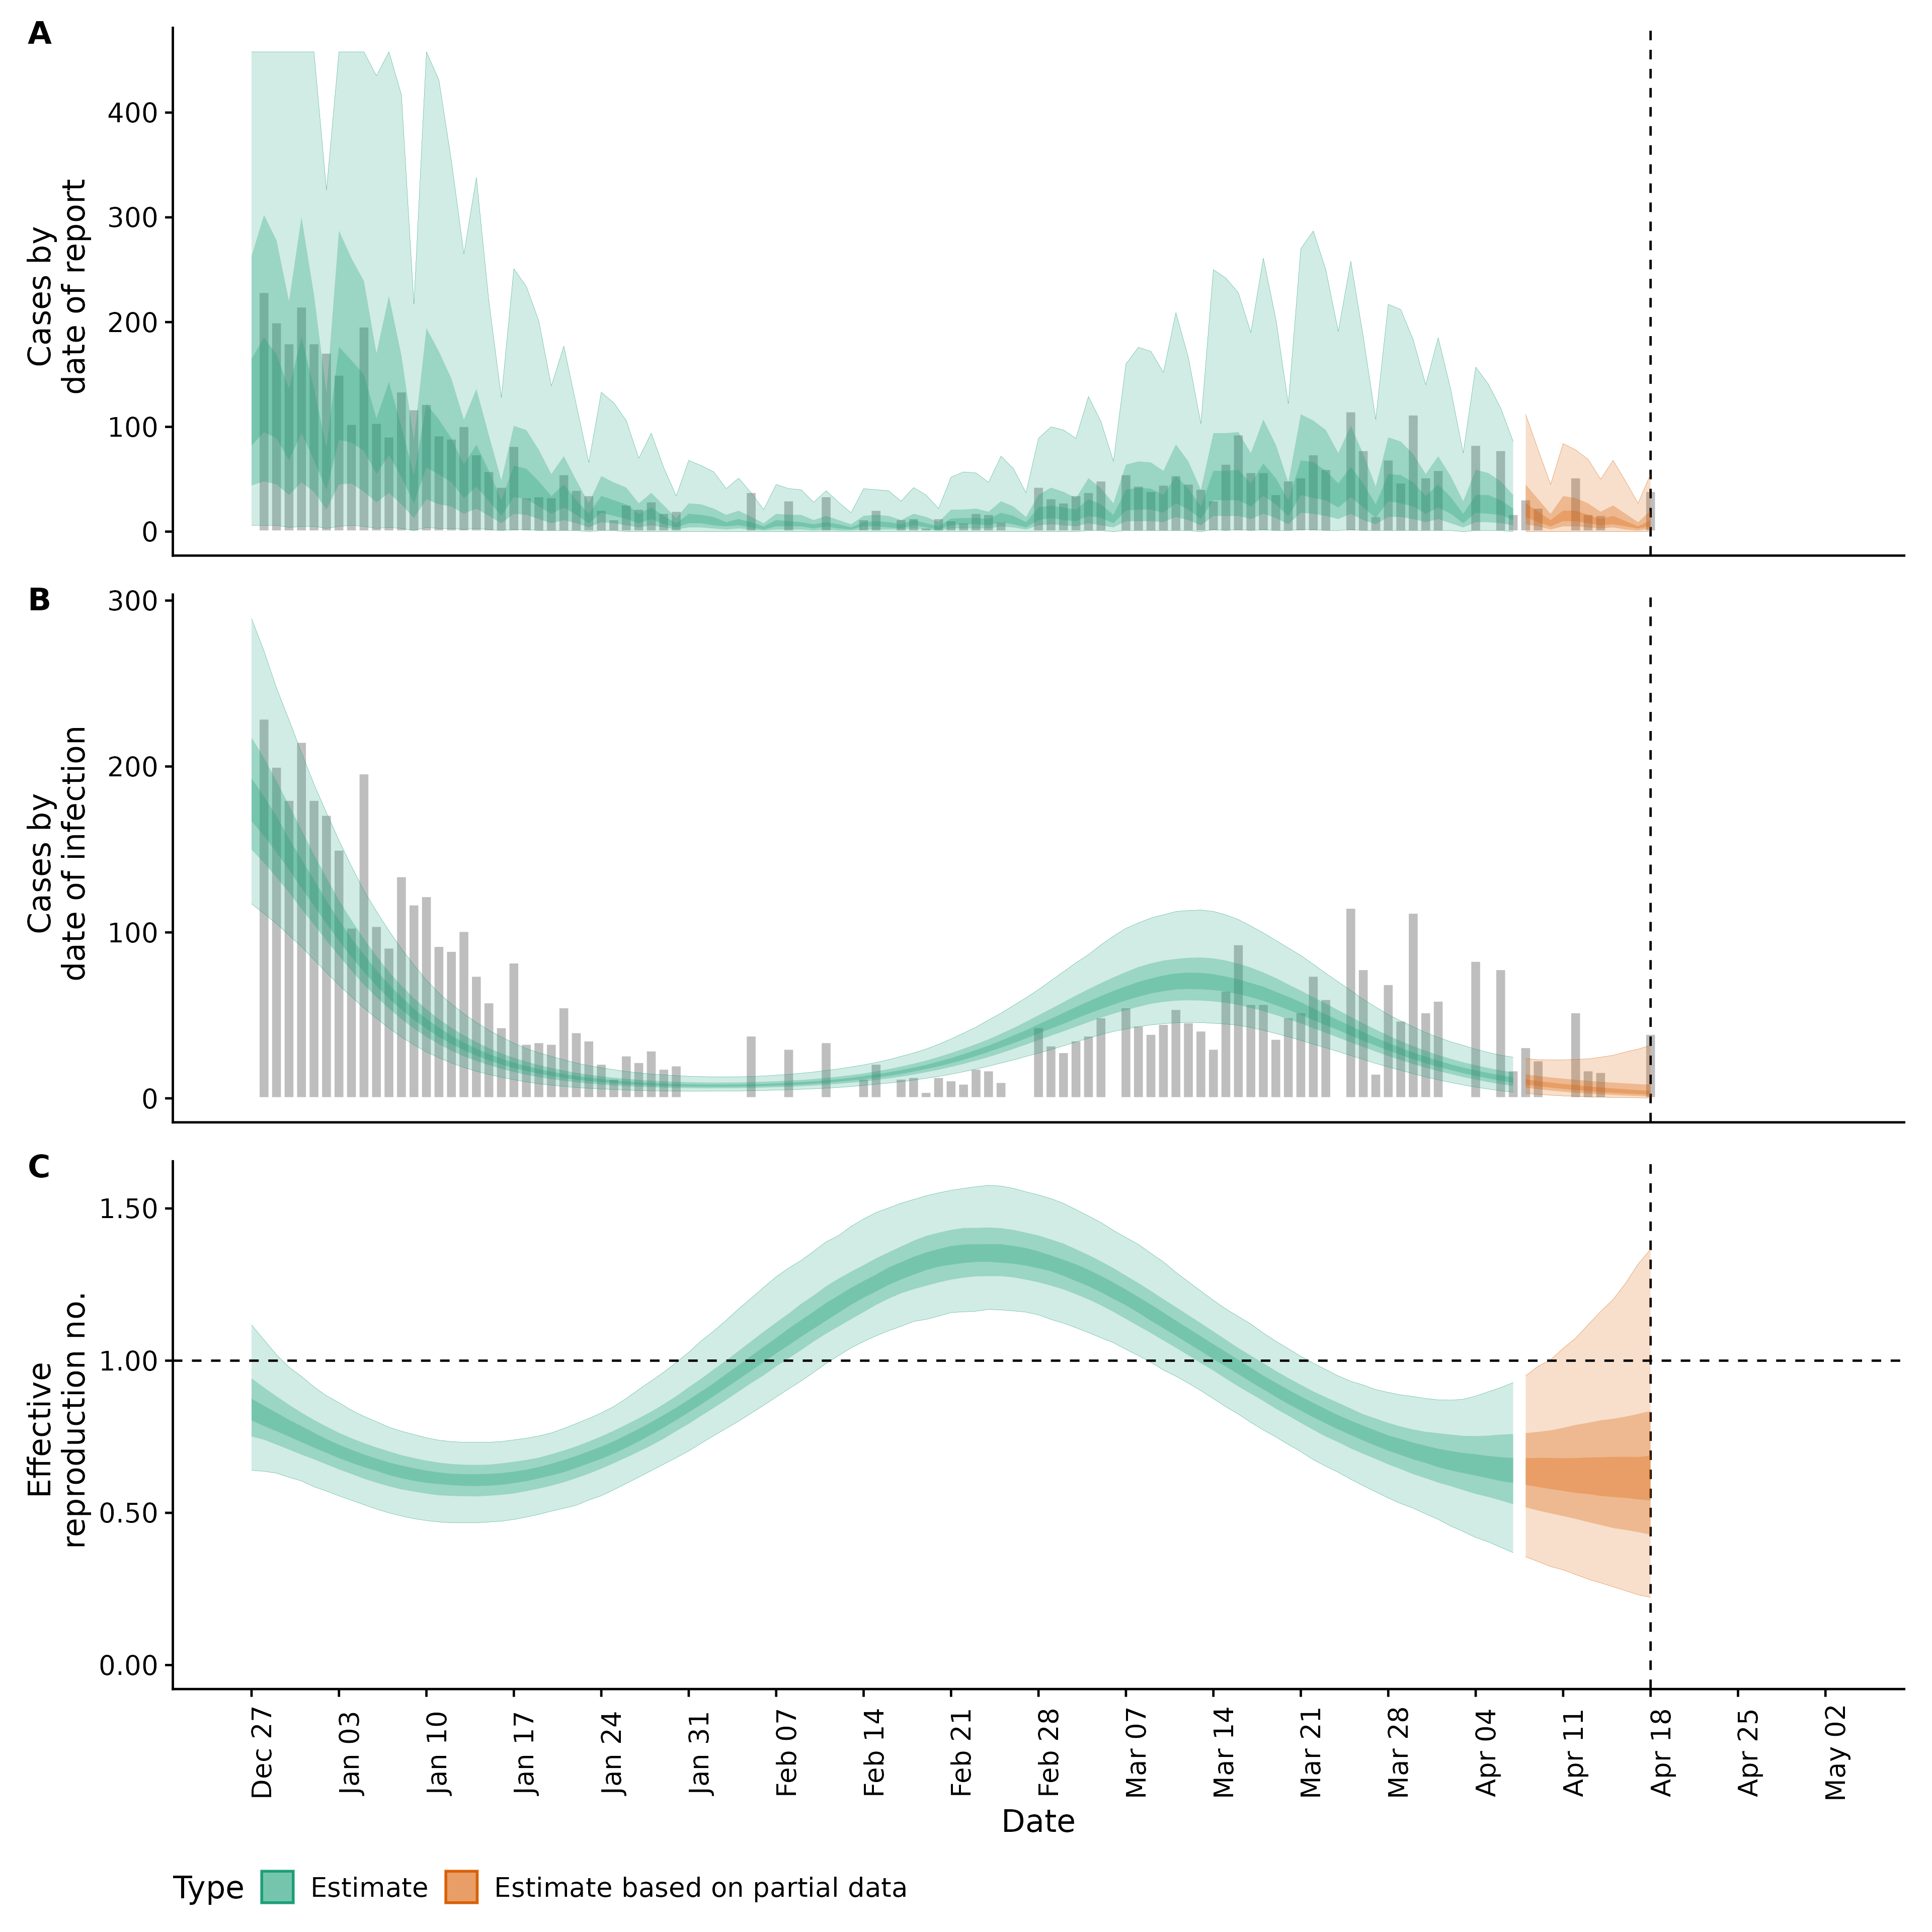 A
Cases by
date of report
400
300
200
100
0
B
Cases by
date of infection
300
200
100
0
C
Effective
reproduction no.
1.50
1.00
0.50
0.00
Dec 27
Jan 03
Jan 10
Jan 17
Jan 24
Jan 31
Feb 07
Feb 14
Feb 21
Feb 28
Mar 07
Mar 14
Mar 21
Mar 28
Apr 04
Apr 11
Apr 18
Apr 25
May 02
Date
Type
Estimate
Estimate based on partial data